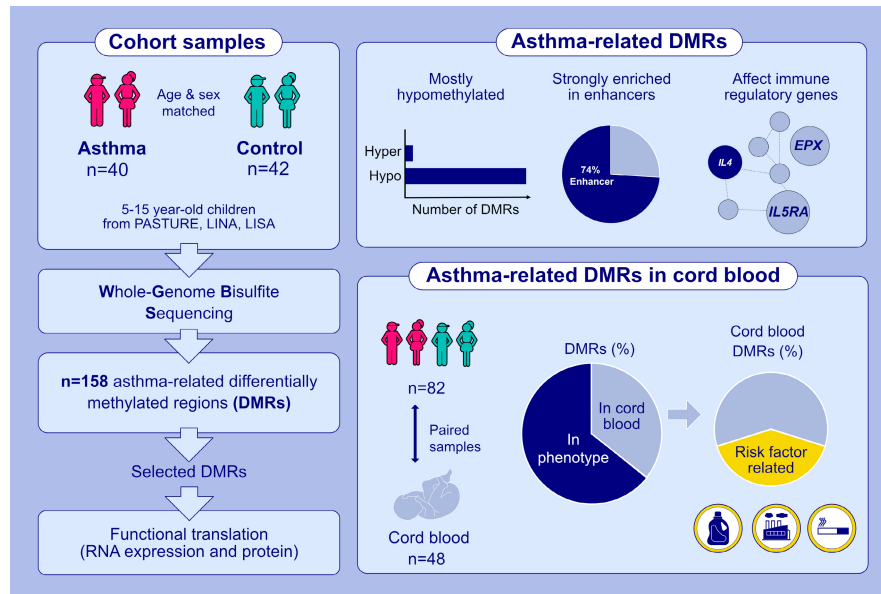 Cohort samples
Age & sex
matched
Asthma
n=40
Control
n=42
5-15 year-old children
from PASTURE, LINA, LISA
Whole-Genome Bisulfite
Sequencing
n=158 asthma-related differentially
methylated regions (DMRs)
Selected DMRs
Functional translation
(RNA expression and protein)
Asthma-related DMRs
Mostly
hypomethylated
Hyper
Hypo
Number of DMRs
Strongly enriched
in enhancers
74%
Enhancer
Affect immune
regulatory genes
EPX
IL4
IL5RA
Asthma-related DMRs in cord blood
n=82
Paired
samples
Cord blood
n=48
DMRs (%)
In cord
blood
In
phenotype
Cord blood
DMRs (%)
Risk factor
related